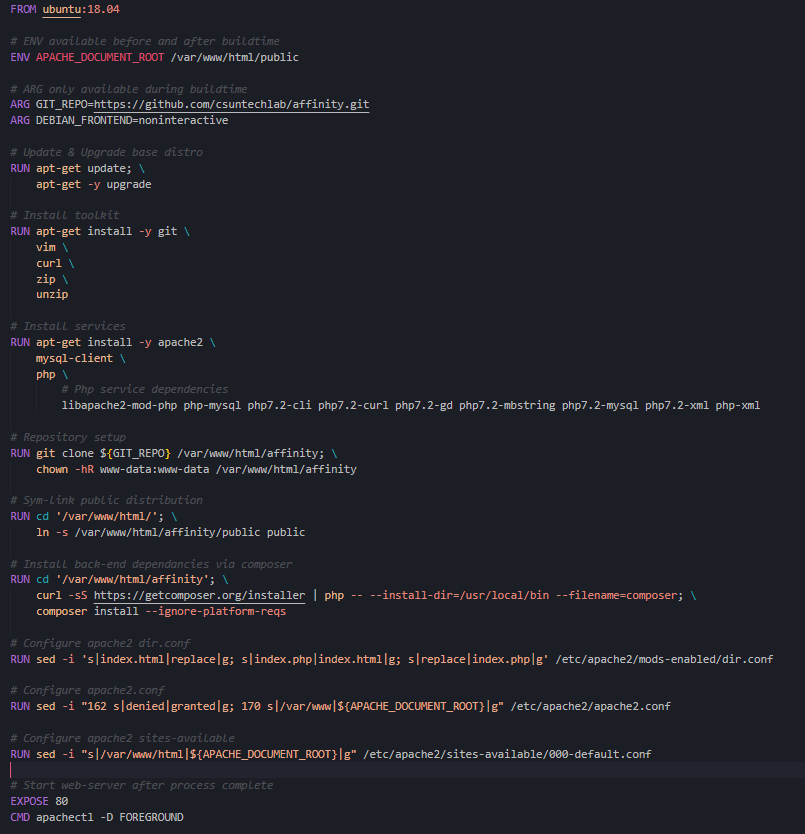 FROM ubuntu:18.04
# ENV available before and after buildtime
ENV APACHE_DOCUMENT_ROOT /var/www/html/public
# ARG only available during buildtime
ARG GIT_REPO=https://github.com/csuntechlab/affinity.git
ARG DEBIAN_FRONTEND=noninteractive
# Update & Upgrade base distro
RUN apt-get update; \
    apt-get -y upgrade
# Install toolkit
RUN apt-get install -y git \
    vim \
    curl \
    zip \
    unzip
# Install services
RUN apt-get install -y apache2 \
    mysql-client \
    php \
        # Php service dependencies
        libapache2-mod-php php-mysql php7.2-cli php7.2-curl php7.2-gd php7.2-mbstring php7.2-mysql php7.2-xml php-xml
# Repository setup
RUN git clone ${GIT_REPO} /var/www/html/affinity; \
    chown -hR www-data:www-data /var/www/html/affinity
# Sym-link public distribution
RUN cd '/var/www/html/'; \
    ln -s /var/www/html/affinity/public public
# Install back-end dependancies via composer
RUN cd '/var/www/html/affinity'; \
    curl -sS https://getcomposer.org/installer | php -- --install-dir=/usr/local/bin --filename=composer; \
    composer install --ignore-platform-reqs
# Configure apache2 dir.conf
RUN sed -i 's|index.html|replace|g; s|index.php|index.html|g; s|replace|index.php|g' /etc/apache2/mods-enabled/dir.conf
# Configure apache2.conf
RUN sed -i "162 s|denied|granted|g; 170 s|/var/www|${APACHE_DOCUMENT_ROOT}|g" /etc/apache2/apache2.conf
# Configure apache2 sites-available
RUN sed -i "s|/var/www/html|${APACHE_DOCUMENT_ROOT}|g" /etc/apache2/sites-available/000-default.conf
# Start web-server after process complete
EXPOSE 80
CMD apachectl -D FOREGROUND